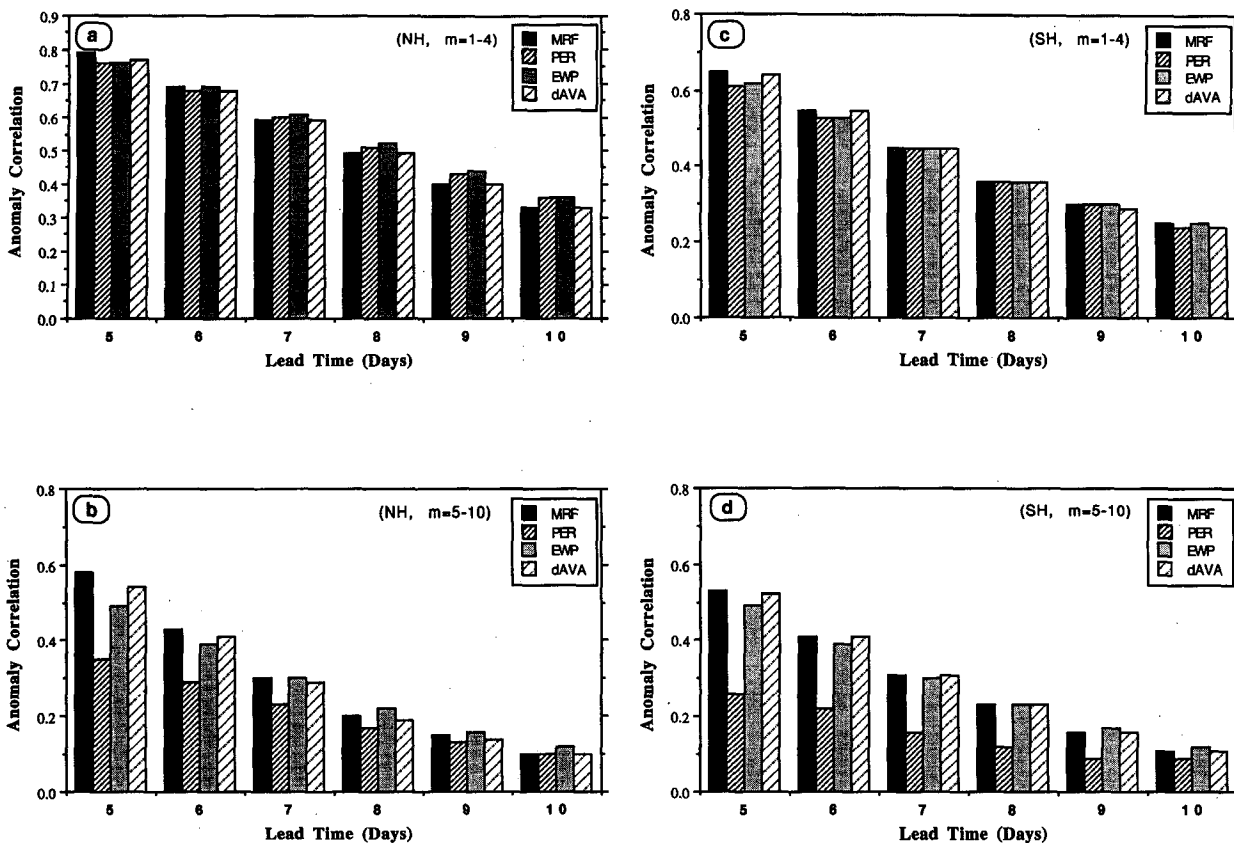 a
(NH, m=1-4)
MRF
PER
EWP
dAVA
Anomaly Correlation
0.9
0.8
0.7
0.6
0.5
0.4
0.3
0.2
0.1
0.0
5 6 7 8 9 10
Lead Time (Days)
c
(SH, m=1-4)
MRF
PER
EWP
dAVA
Anomaly Correlation
0.8
0.6
0.4
0.2
0.0
5 6 7 8 9 10
Lead Time (Days)
b
(NH, m=5-10)
MRF
PER
EWP
dAVA
Anomaly Correlation
0.8
0.6
0.4
0.2
0.0
5 6 7 8 9 10
Lead Time (Days)
d
(SH, m=5-10)
MRF
PER
EWP
dAVA
Anomaly Correlation
0.8
0.6
0.4
0.2
0.0
5 6 7 8 9 10
Lead Time (Days)